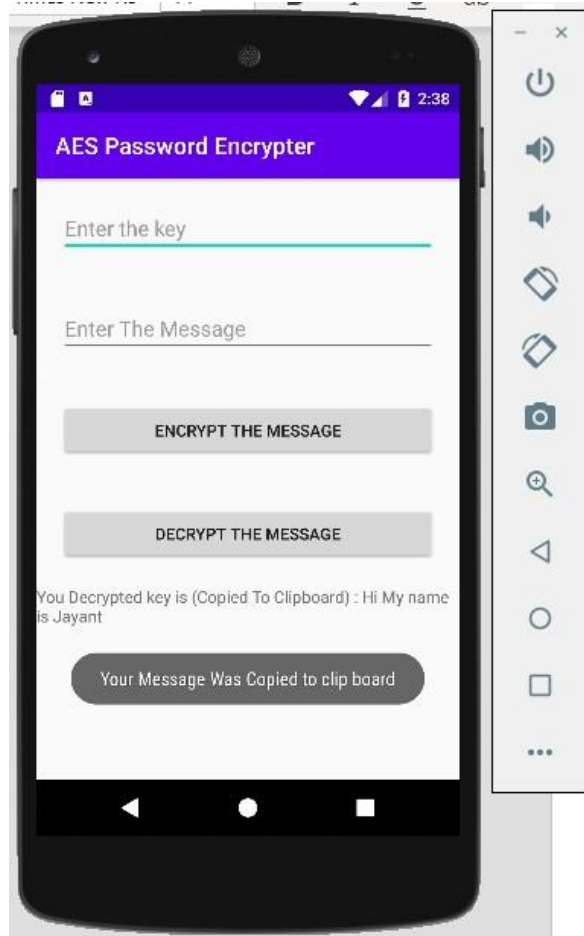 2:38
AES Password Encrypter
Enter the key
Enter The Message
ENCRYPT THE MESSAGE
DECRYPT THE MESSAGE
You Decrypted key is (Copied To Clipboard) : Hi My name
is Jayant
Your Message Was Copied to clip board